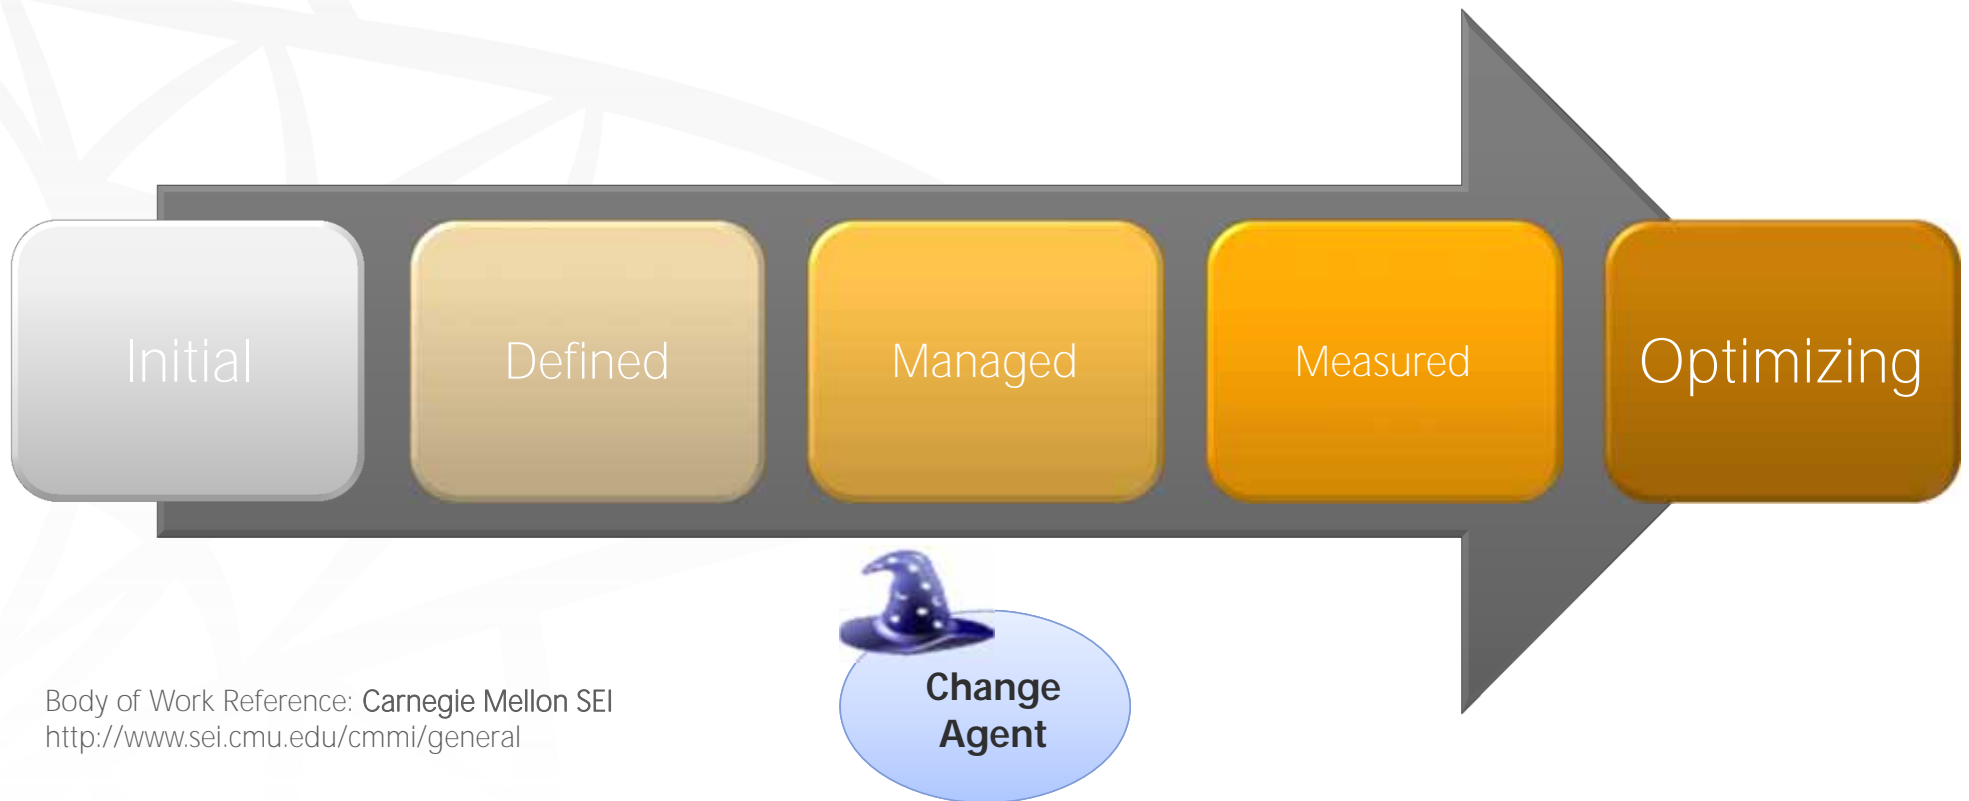 Initial
Defined
Managed
Measured
Optimizing
Change
Agent
Body of Work Reference: Carnegie Mellon SEI
http://www.sei.cmu.edu/cmmi/general